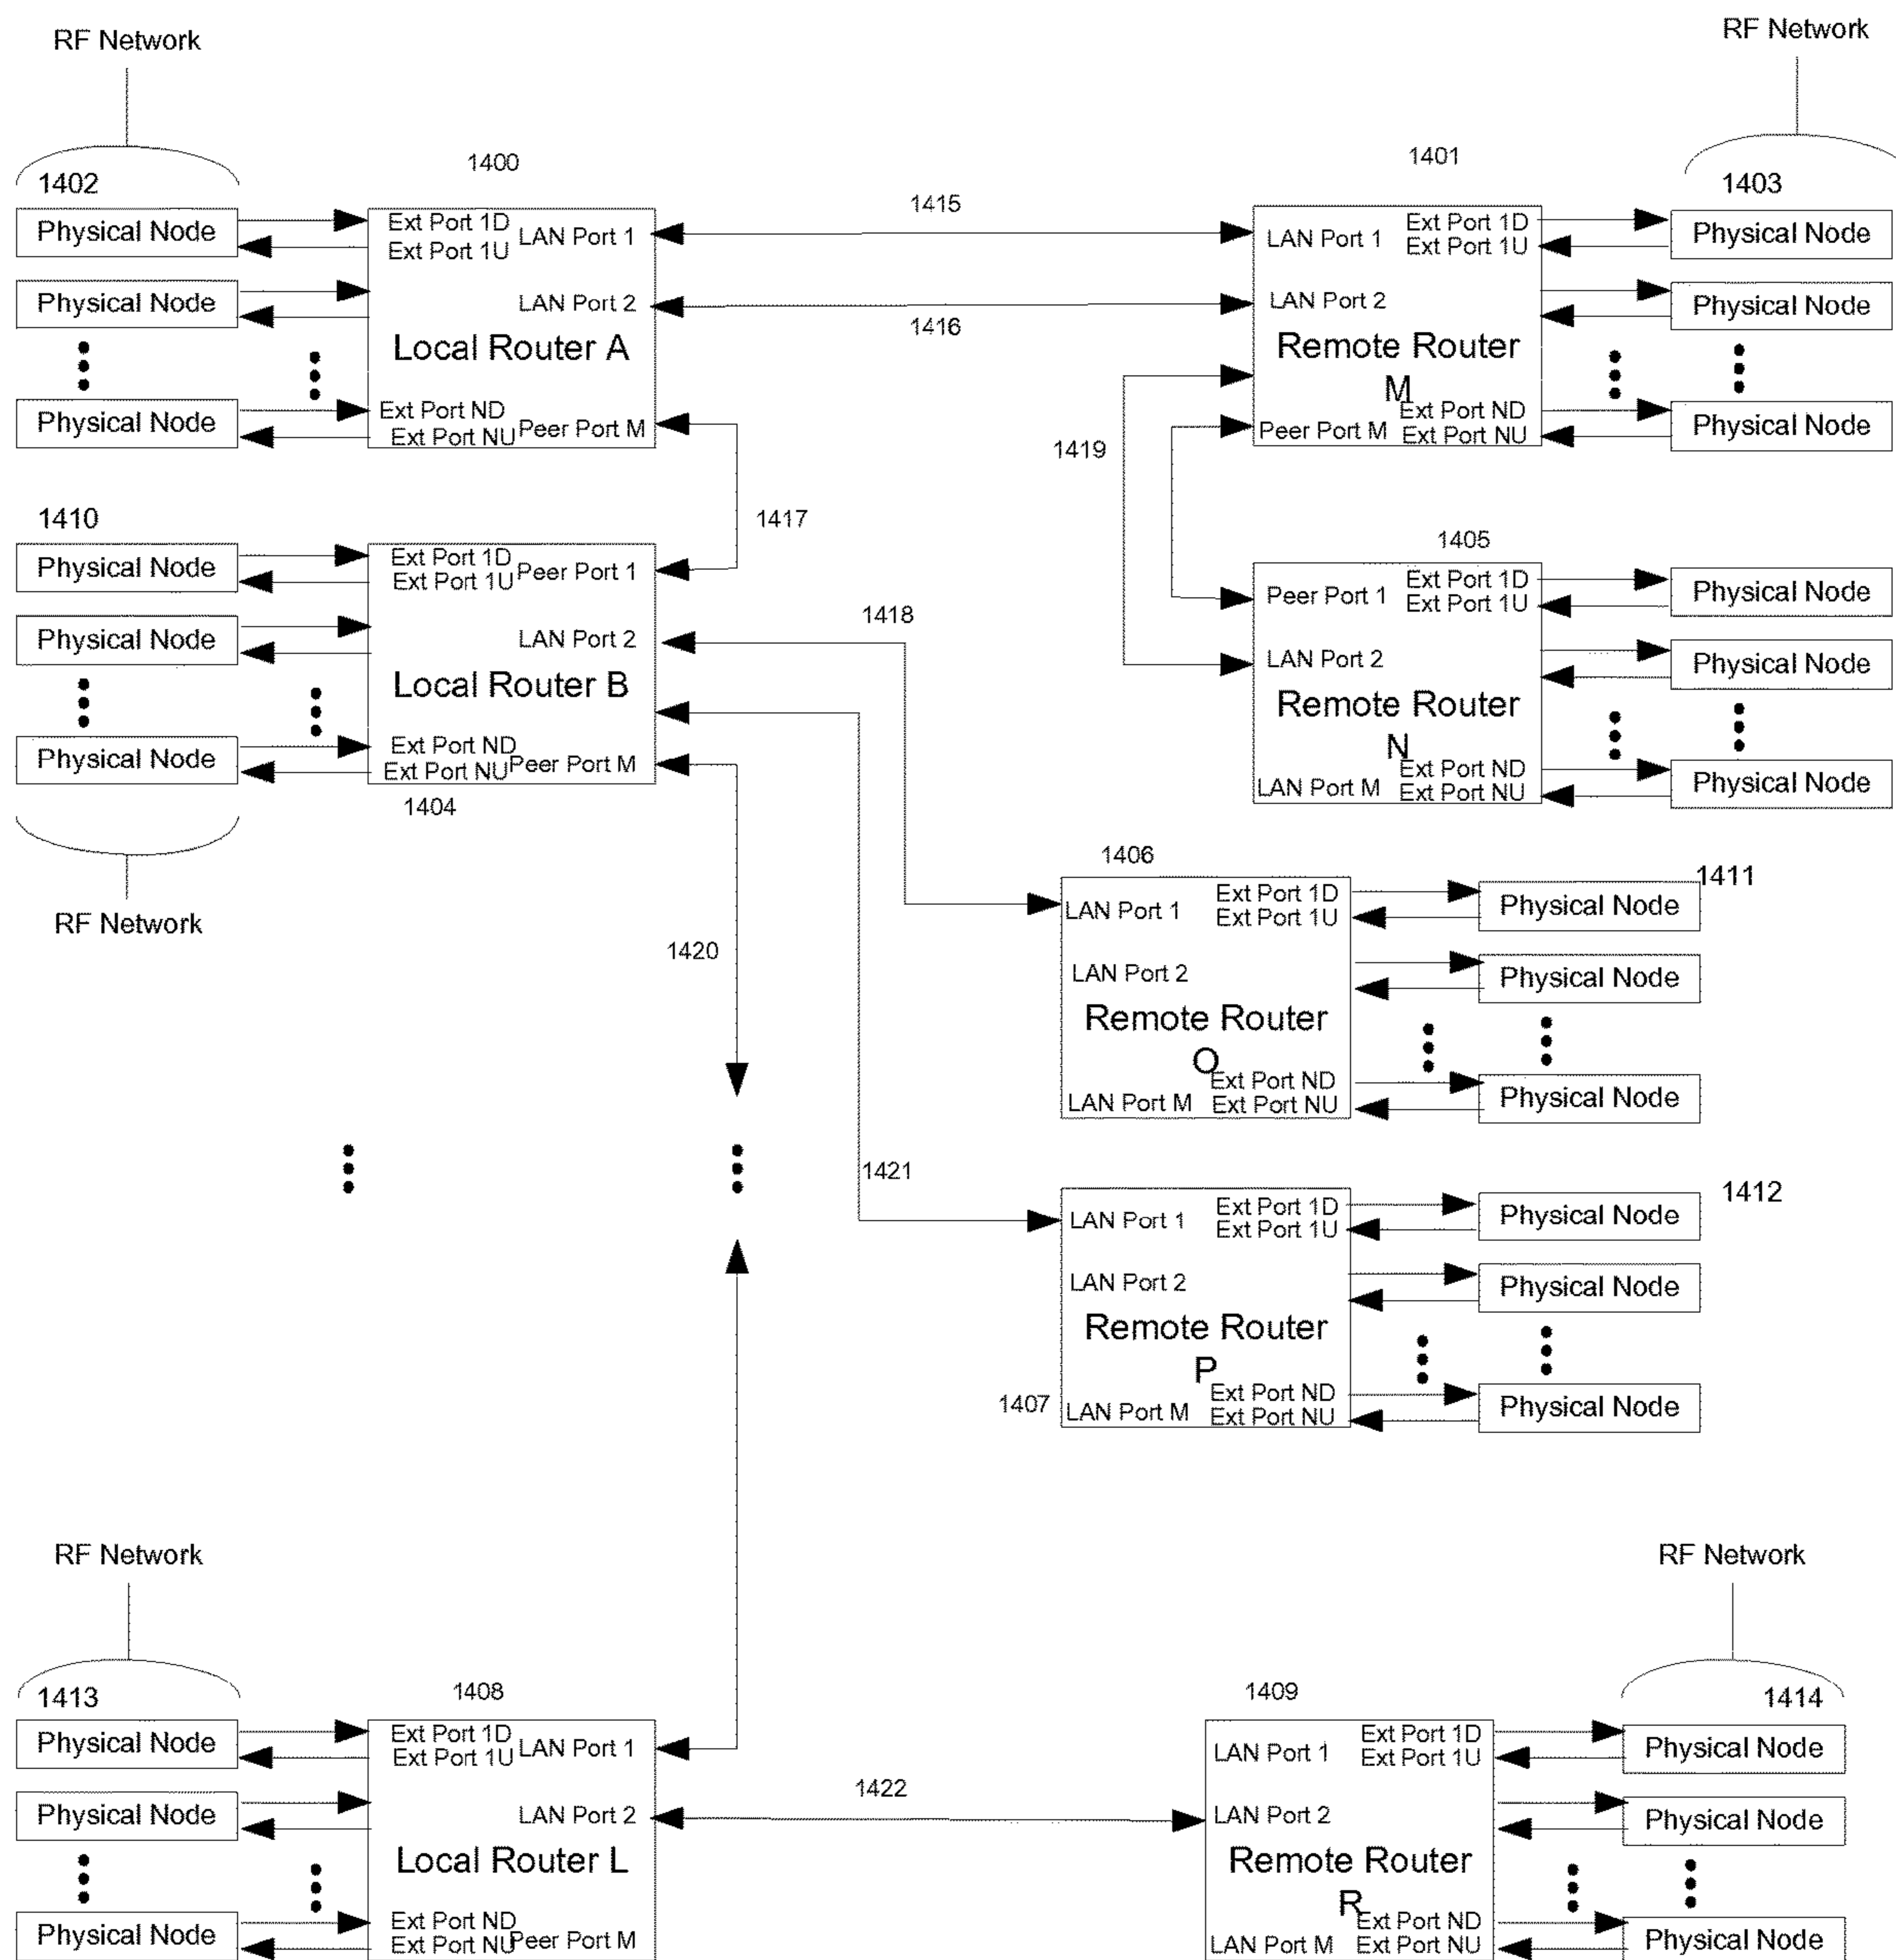 RF Network
RF Network
1400
1401
1402
1403
Physical Node
Ext Port 1D
Ext Port 1U
LAN Port 1
1415
LAN Port 1
Ext Port 1D
Ext Port 1U
Physical Node
Physical Node
LAN Port 2
1416
LAN Port 2
Physical Node
Local Router A
Remote Router
M
Physical Node
Ext Port ND
Ext Port NU
Peer Port M
1419
Peer Port M
Ext Port ND
Ext Port NU
Physical Node
1410
1417
1405
Physical Node
Ext Port 1D
Ext Port 1U
Peer Port 1
Peer Port 1
Ext Port 1D
Ext Port 1U
Physical Node
1418
Physical Node
LAN Port 2
LAN Port 2
Physical Node
Local Router B
Remote Router
N
Physical Node
Ext Port ND
Ext Port NU
Peer Port M
LAN Port M
Ext Port ND
Ext Port NU
Physical Node
1404
RF Network
1406
1411
LAN Port 1
Ext Port 1D
Ext Port 1U
Physical Node
1420
LAN Port 2
Physical Node
Remote Router
O
LAN Port M
Ext Port ND
Ext Port NU
Physical Node
1421
1412
LAN Port 1
Ext Port 1D
Ext Port 1U
Physical Node
LAN Port 2
Physical Node
Remote Router
P
1407
LAN Port M
Ext Port ND
Ext Port NU
Physical Node
RF Network
RF Network
1413
1408
1409
1414
Physical Node
Ext Port 1D
Ext Port 1U
LAN Port 1
LAN Port 1
Ext Port 1D
Ext Port 1U
Physical Node
1422
Physical Node
LAN Port 2
LAN Port 2
Physical Node
Local Router L
Remote Router
R
Physical Node
Ext Port ND
Ext Port NU
Peer Port M
LAN Port M
Ext Port ND
Ext Port NU
Physical Node